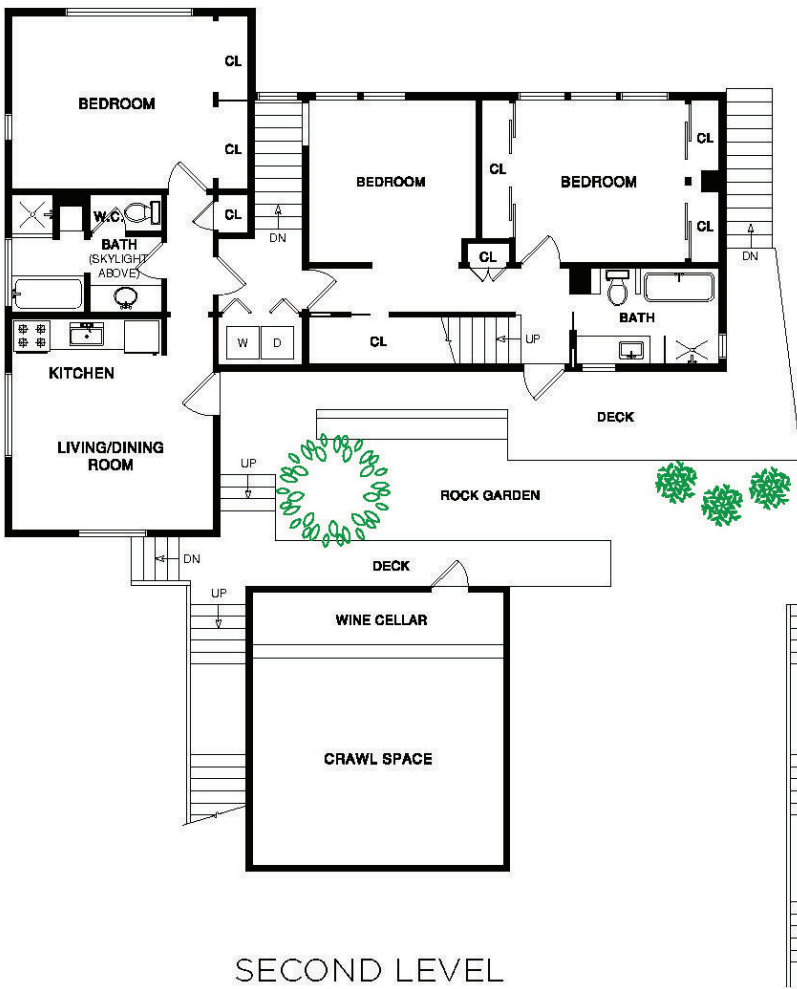 CL
BEDROOM
CL
CL
BEDROOM
CL
BEDROOM
CL
W.C.
CL
BATH
(SKYLIGHT
ABOVE)
DN
CL
CL
DN
BATH
W
D
CL
UP
KITCHEN
LIVING/DINING
ROOM
DECK
UP
ROCK GARDEN
DN
DECK
UP
WINE CELLAR
CRAWL SPACE
SECOND LEVEL